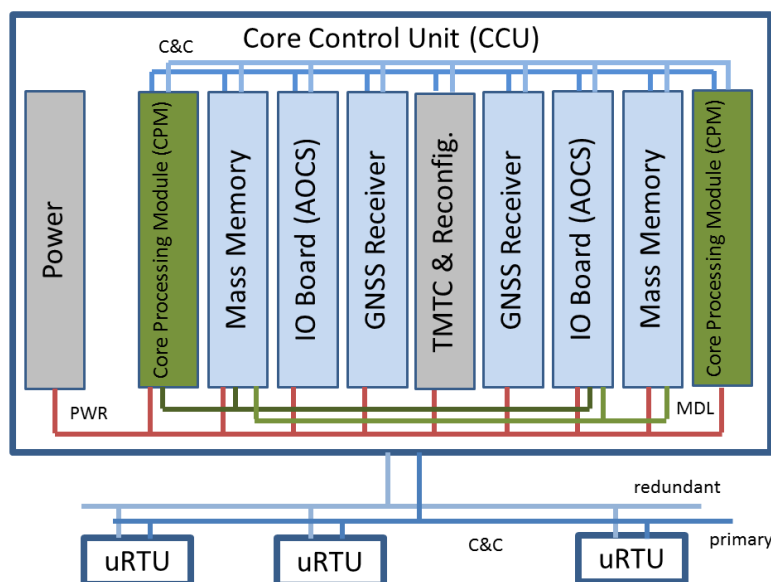 Core Control Unit (CCU)
C&C
Power
Core Processing Module (CPM)
Mass Memory
IO Board (AOCS)
GNSS Receiver
TMTC & Reconfig.
GNSS Receiver
IO Board (AOCS)
Mass Memory
Core Processing Module (CPM)
PWR
MDL
redundant
primary
C&C
uRTU
uRTU
uRTU